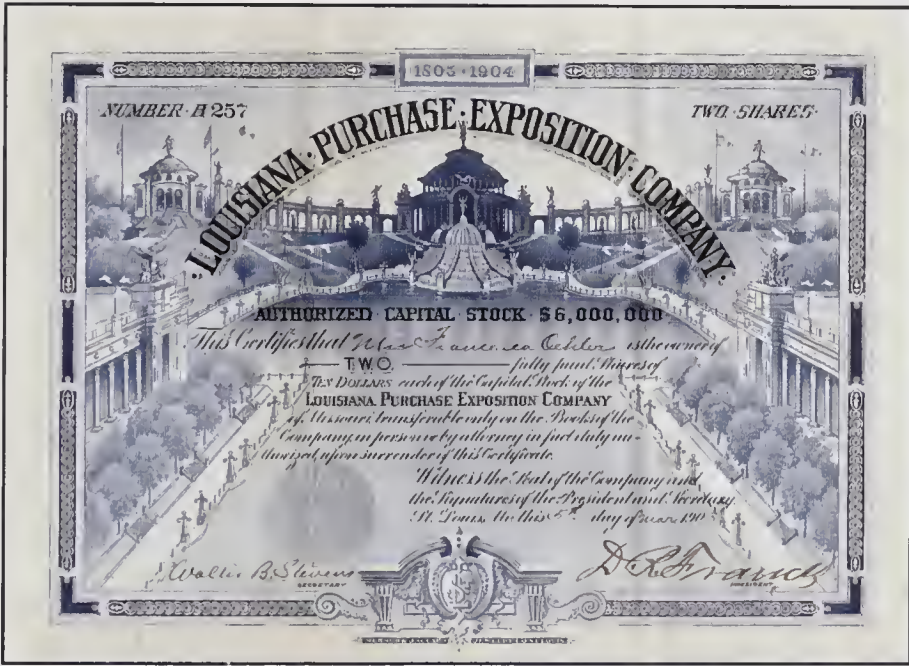 1803·1904
NUMBER·A 257
TWO·SHARES·
·LOUISIANA·PURCHASE·EXPOSITION·COMPANY·
AUTHORIZED · CAPITAL · STOCK · $6,000,000
This Certifies that Francisca Oehler is the owner of
TWO fully paid Shares of
TEN DOLLARS each of the Capital Stock of the
LOUISIANA PURCHASE EXPOSITION COMPANY
of Missouri, transferable only on the Books of the
Company, in person or by attorney in fact duly au-
thorized, upon surrender of this Certificate.
Witness the Seal of the Company and
the Signatures of the President and Secretary
St. Louis, Mo. this 5th day of 190
Walter B. Stevens
SECRETARY
D. R. Francis
PRESIDENT